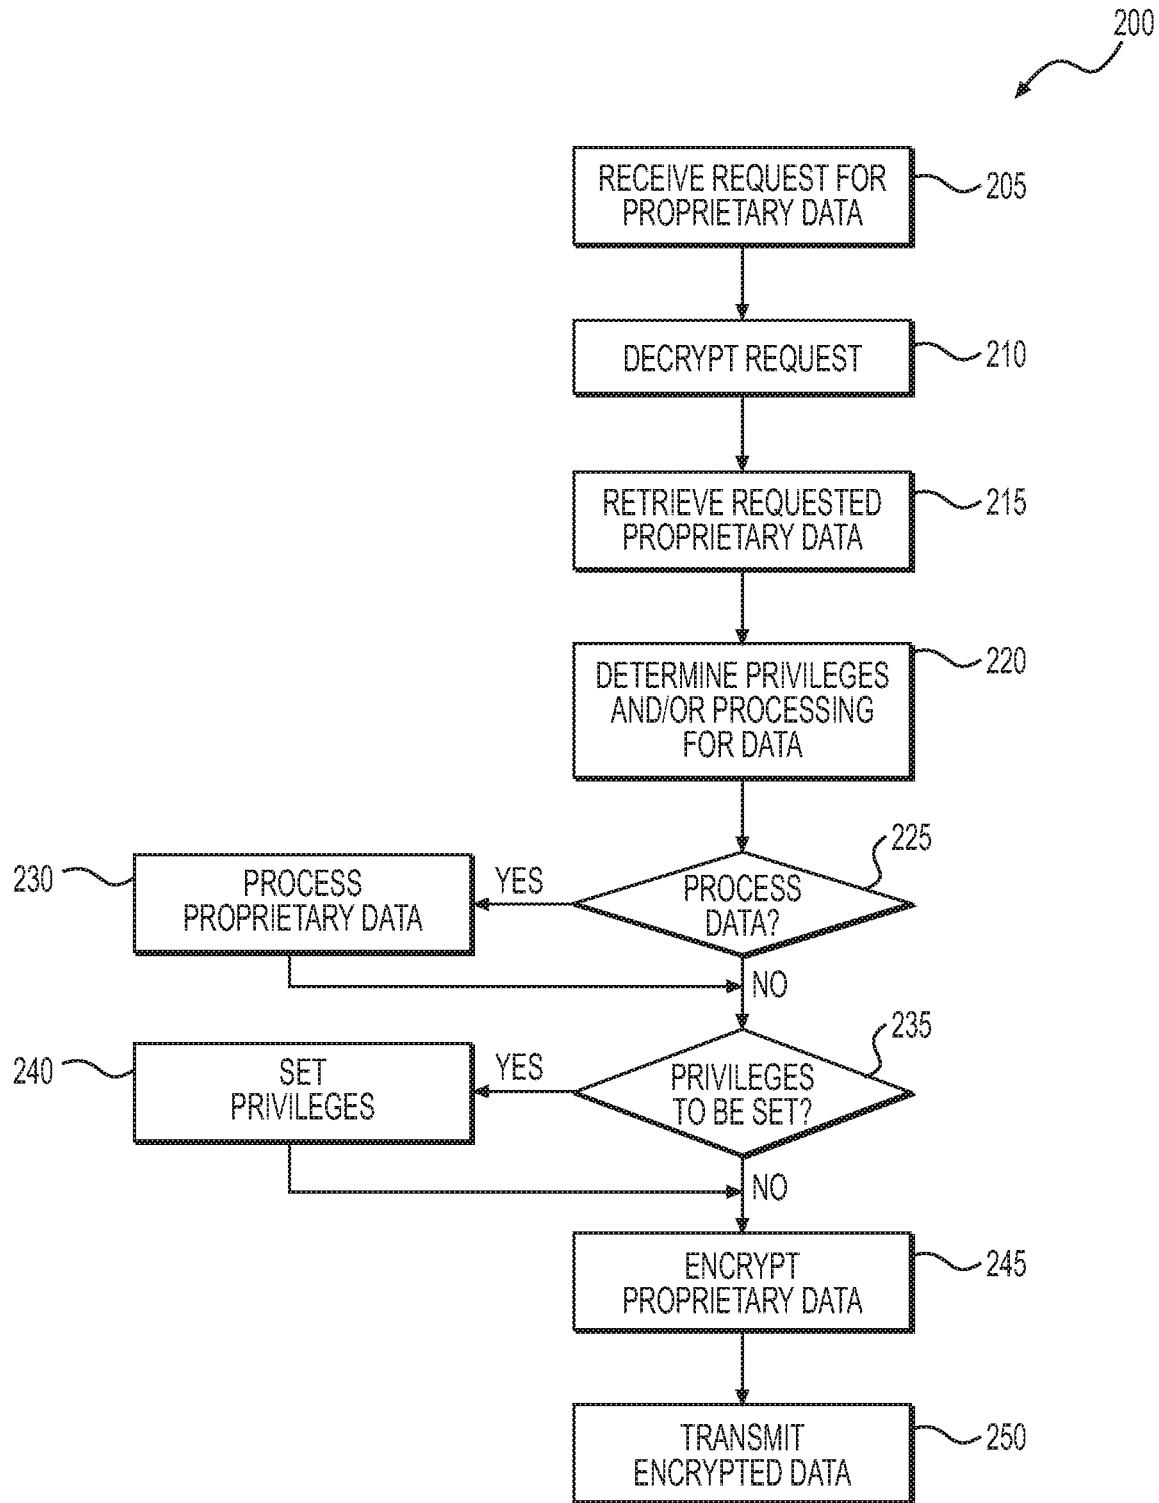 200
RECEIVE REQUEST FOR
PROPRIETARY DATA
205
DECRYPT REQUEST
210
RETRIEVE REQUESTED
PROPRIETARY DATA
215
DETERMINE PRIVILEGES
AND/OR PROCESSING
FOR DATA
220
225
PROCESS
DATA?
YES
230
PROCESS
PROPRIETARY DATA
NO
235
PRIVILEGES
TO BE SET?
YES
240
SET
PRIVILEGES
NO
ENCRYPT
PROPRIETARY DATA
245
TRANSMIT
ENCRYPTED DATA
250